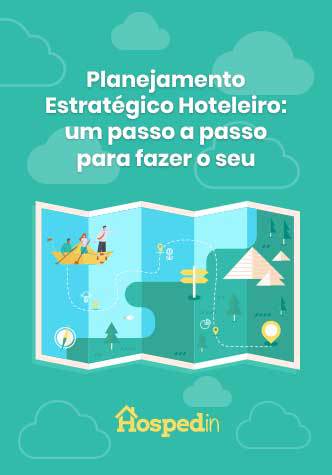 Planejamento
Estratégico Hoteleiro:
um passo a passo
para fazer o seu
Hospedin